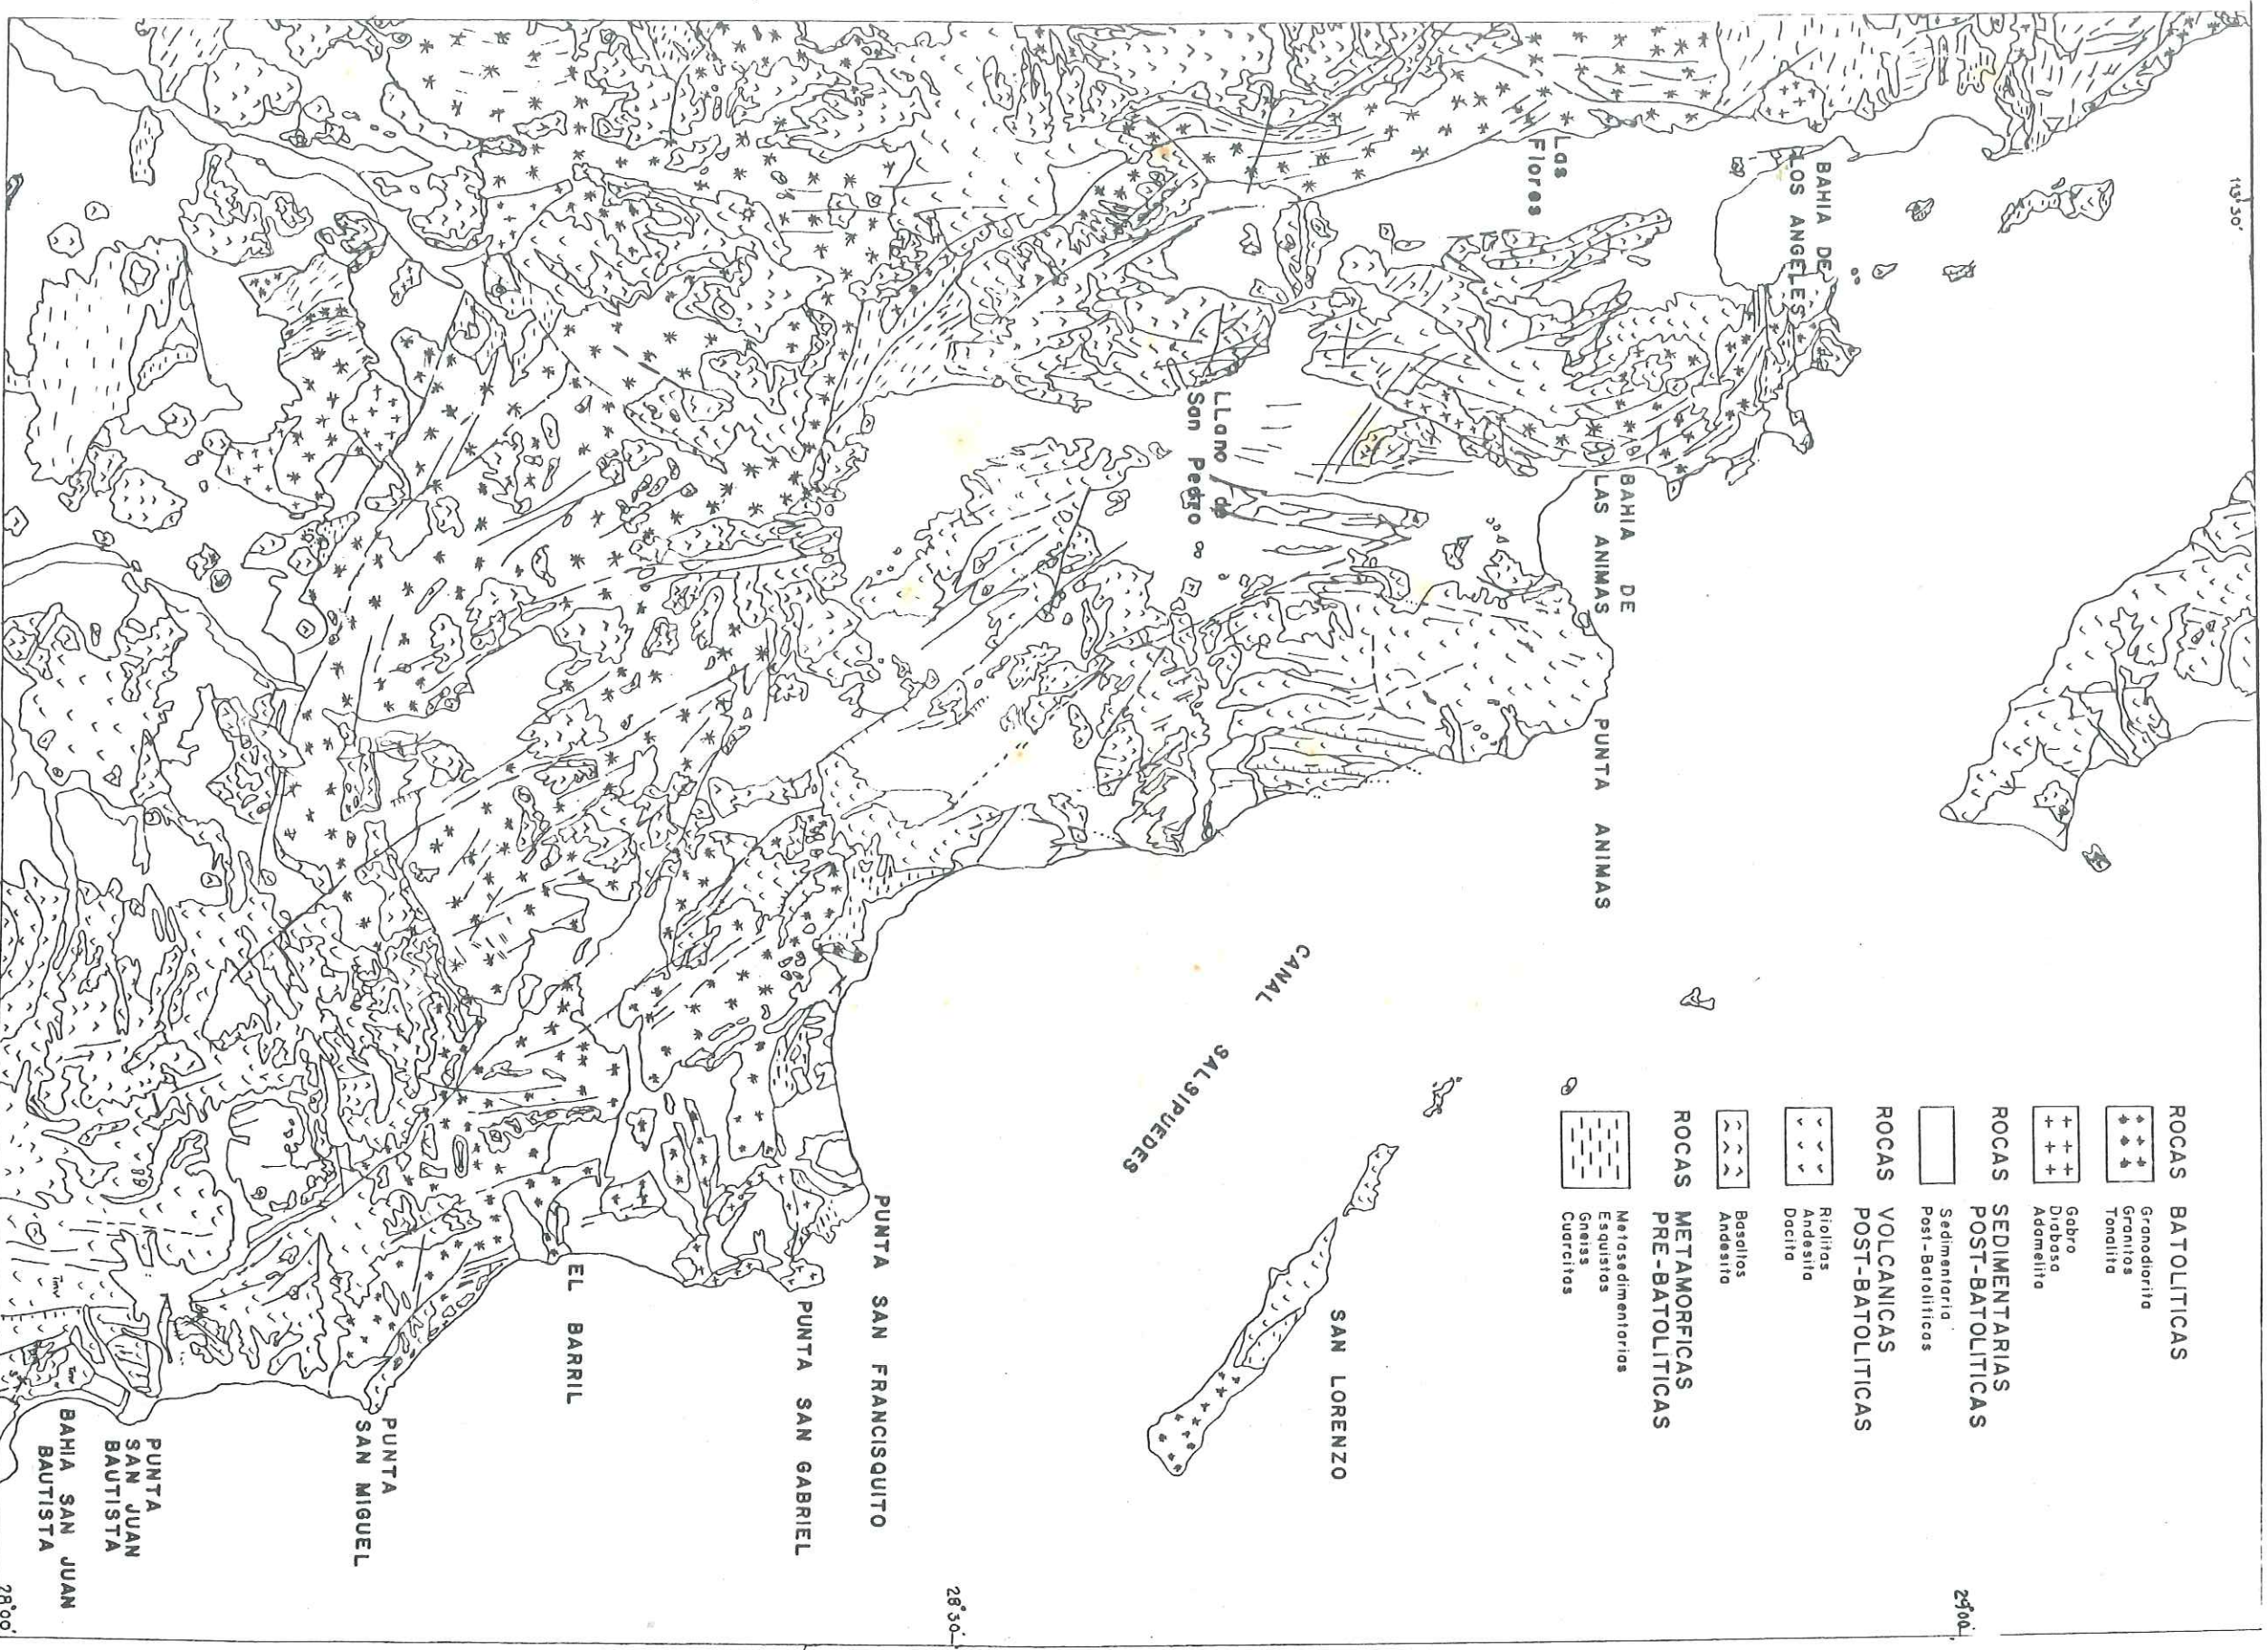 113°30'
29°00'
28°30'
28°00'
ROCAS BATOLITICAS
Granodiorita
Granitos
Tonalita
Gabro
Diabasa
Adamelita
ROCAS SEDIMENTARIAS
POST-BATOLITICAS
Sedimentaria
Post-Batoliticas
ROCAS VOLCANICAS
POST-BATOLITICAS
Riolitas
Andesita
Dacita
Basaltos
Andesita
ROCAS METAMORFICAS
PRE-BATOLITICAS
Metasedimentarias
Esquistas
Gneiss
Cuarcitas
BAHIA DE
LOS ANGELES
Las
Flores
BAHIA DE
LAS ANIMAS
PUNTA ANIMAS
LLano de
San Pedro
CANAL SALSIPUEDES
SAN LORENZO
PUNTA SAN FRANCISQUITO
PUNTA SAN GABRIEL
EL BARRIL
PUNTA
SAN MIGUEL
PUNTA
SAN JUAN
BAUTISTA
BAHIA SAN JUAN
BAUTISTA
Tmv
Tmv